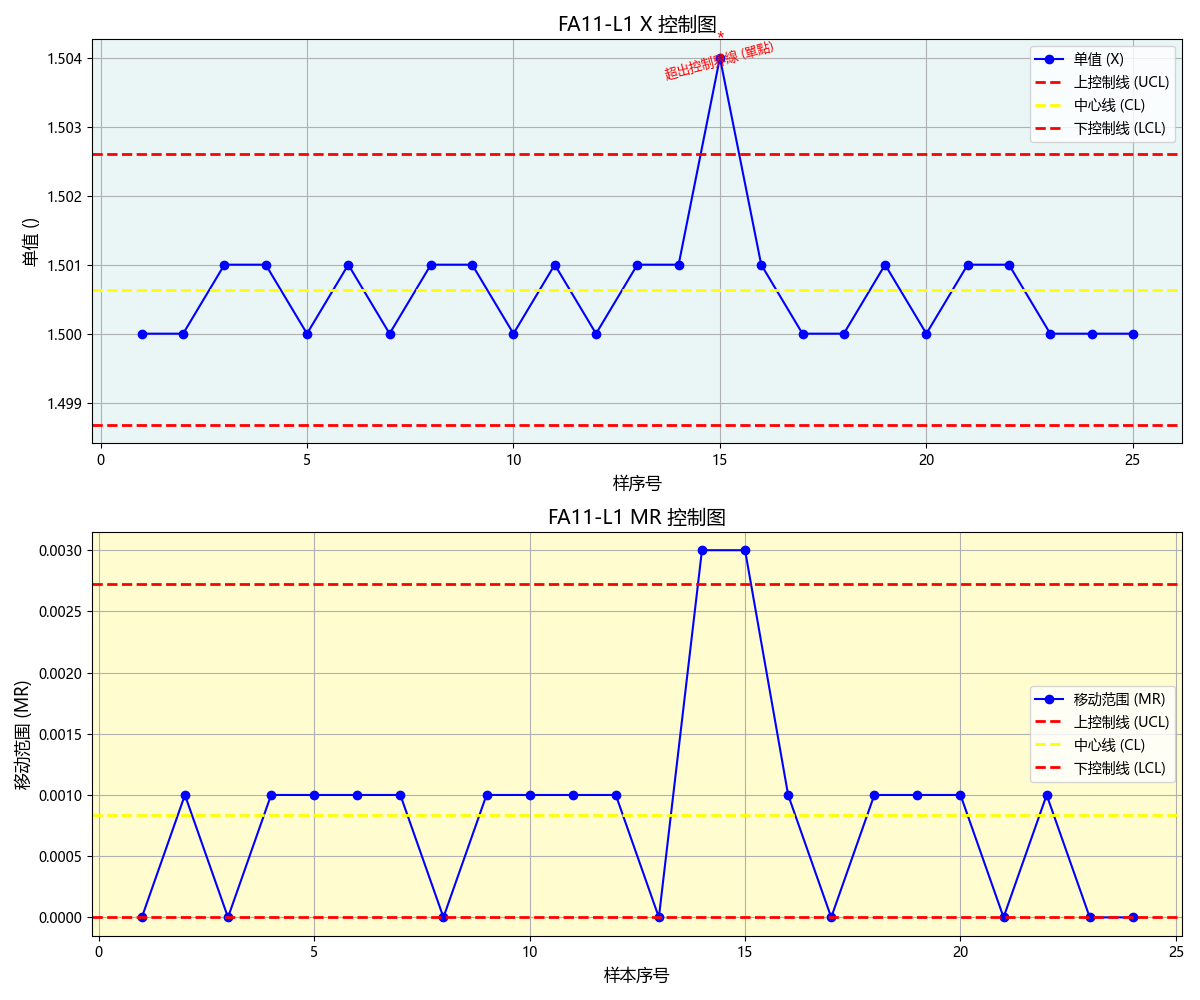 FA11-L1 X 控制图
*
超出控制界線 (單點)
1.504
1.503
1.502
1.501
1.500
1.499
单值 ()
单值 (X)
上控制线 (UCL)
中心线 (CL)
下控制线 (LCL)
0 5 10 15 20 25
样序号
FA11-L1 MR 控制图
0.0030
0.0025
0.0020
0.0015
0.0010
0.0005
0.0000
移动范围 (MR)
移动范围 (MR)
上控制线 (UCL)
中心线 (CL)
下控制线 (LCL)
0 5 10 15 20 25
样本序号